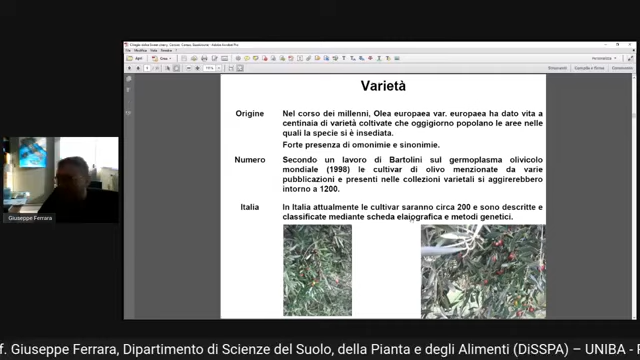 Varietà
Origine
Nel corso dei millenni, Olea europaea var. europaea ha dato vita a
centinaia di varietà coltivate che oggigiorno popolano le aree nelle
quali la specie si è insediata.
Forte presenza di omonimie e sinonimie.
Numero
Secondo un lavoro di Bartolini sul germoplasma olivicolo
mondiale (1998) le cultivar di olivo menzionate da varie
pubblicazioni e presenti nelle collezioni varietali si aggirerebbero
intorno a 1200.
Italia
In Italia attualmente le cultivar saranno circa 200 e sono descritte e
classificate mediante scheda elaiografica e metodi genetici.
Giuseppe Ferrara
f. Giuseppe Ferrara, Dipartimento di Scienze del Suolo, della Pianta e degli Alimenti (DiSSPA) – UNIBA -